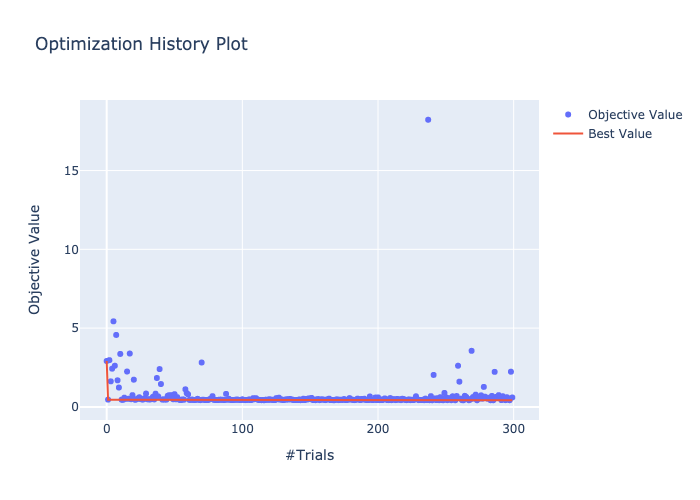 Optimization History Plot
Objective Value
Best Value
15
10
5
0
Objective Value
0
100
200
300
#Trials